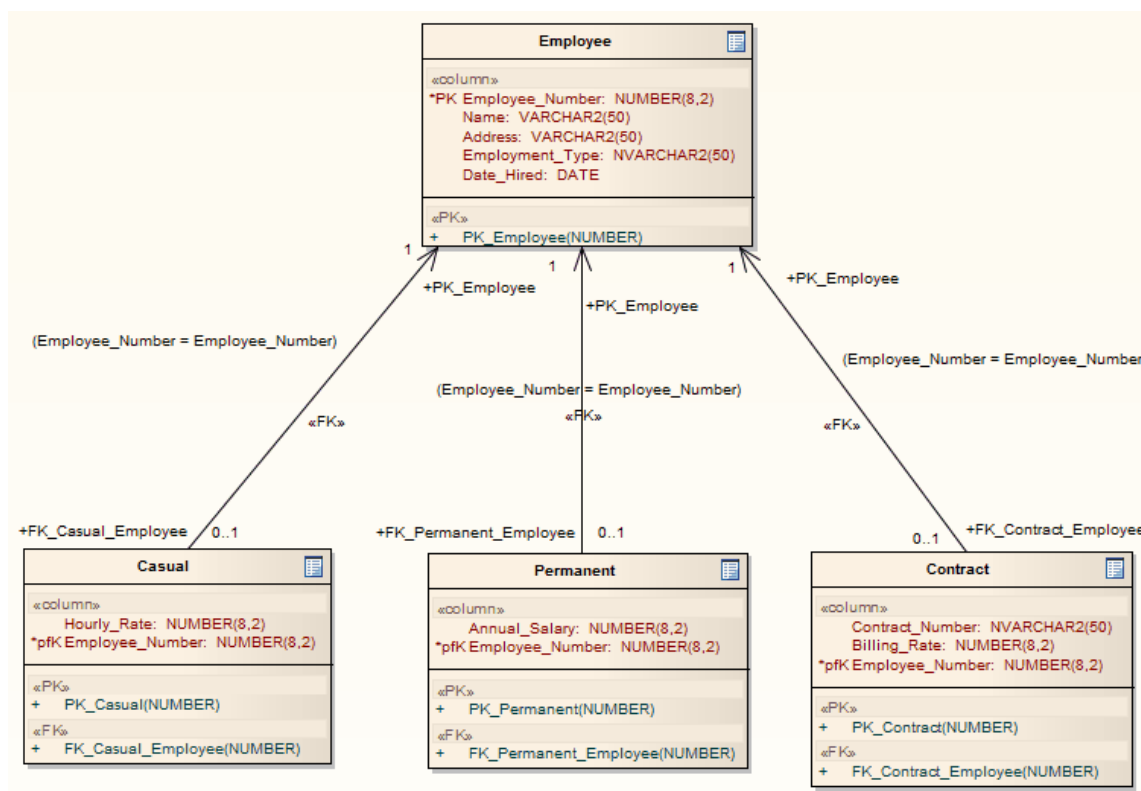 Employee
«column»
*PK Employee_Number: NUMBER(8,2)
Name: VARCHAR2(50)
Address: VARCHAR2(50)
Employment_Type: NVARCHAR2(50)
Date_Hired: DATE
«PK»
+ PK_Employee(NUMBER)
1
1
1
+PK_Employee
+PK_Employee
+PK_Employee
(Employee_Number = Employee_Number)
(Employee_Number = Employee_Number)
(Employee_Number = Employee_Number
«FK»
«FK»
«FK»
+FK_Casual_Employee
0..1
+FK_Permanent_Employee
0..1
+FK_Contract_Employee
0..1
Casual
«column»
Hourly_Rate: NUMBER(8,2)
*pfK Employee_Number: NUMBER(8,2)
«PK»
+ PK_Casual(NUMBER)
«FK»
+ FK_Casual_Employee(NUMBER)
Permanent
«column»
Annual_Salary: NUMBER(8,2)
*pfK Employee_Number: NUMBER(8,2)
«PK»
+ PK_Permanent(NUMBER)
«FK»
+ FK_Permanent_Employee(NUMBER)
Contract
«column»
Contract_Number: NVARCHAR2(50)
Billing_Rate: NUMBER(8,2)
*pfK Employee_Number: NUMBER(8,2)
«PK»
+ PK_Contract(NUMBER)
«FK»
+ FK_Contract_Employee(NUMBER)